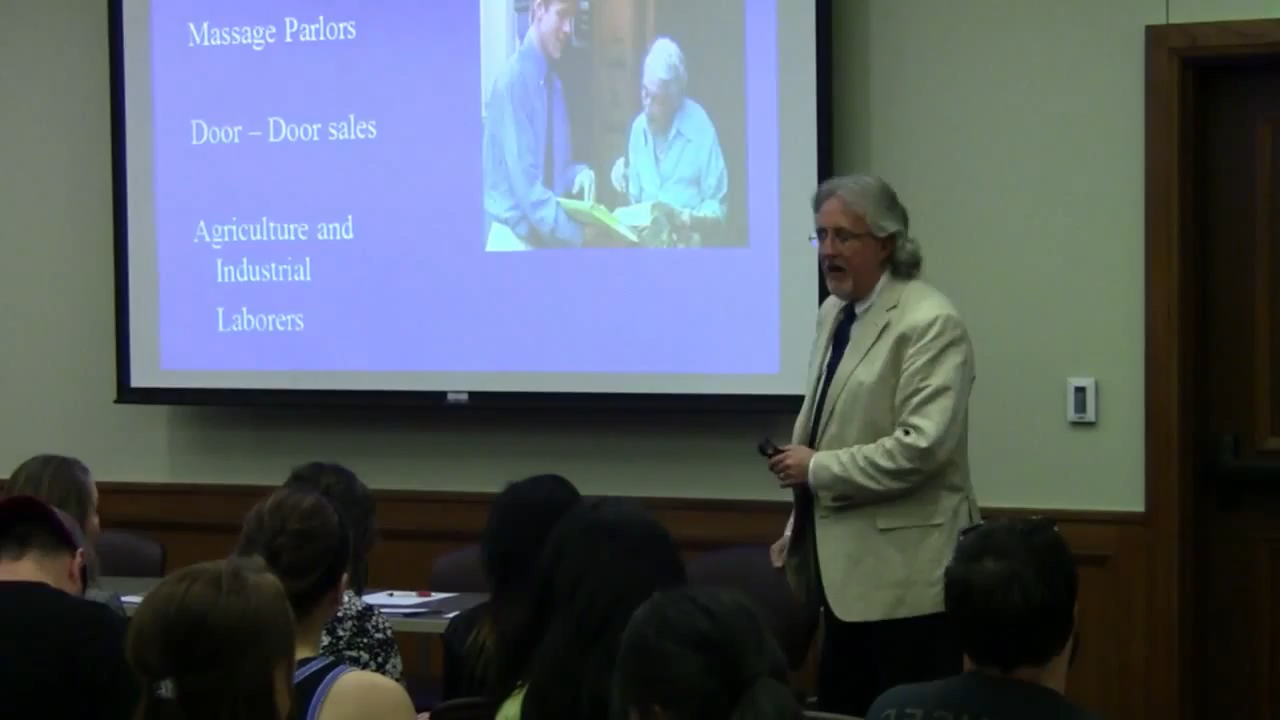 Massage Parlors
Door – Door sales
Agriculture and
Industrial
Laborers